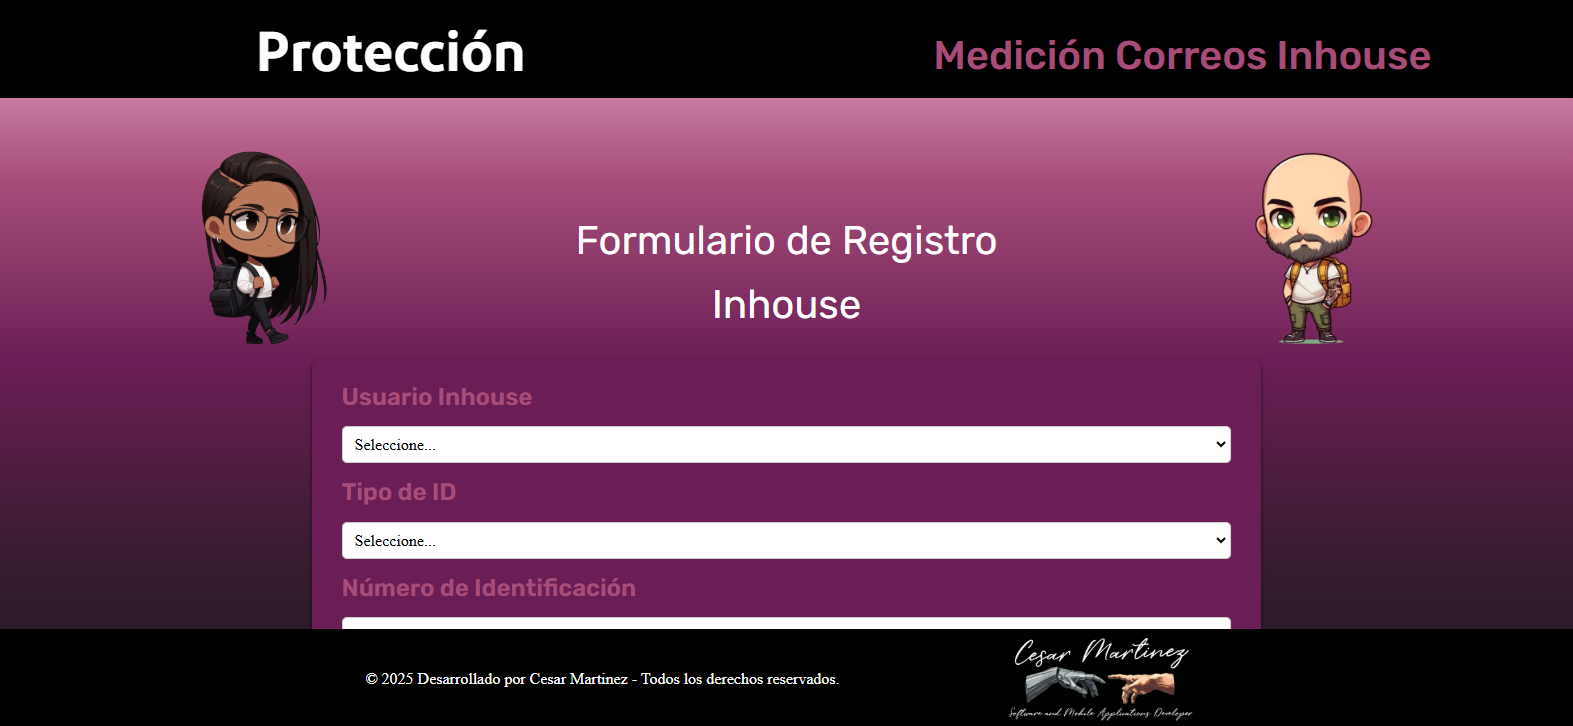 Protección
Medición Correos Inhouse
Formulario de Registro
Inhouse
Usuario Inhouse
Seleccione...
Tipo de ID
Seleccione...
Número de Identificación
© 2025 Desarrollado por Cesar Martinez - Todos los derechos reservados.
Cesar Martinez
Software and Mobile Applications Developer